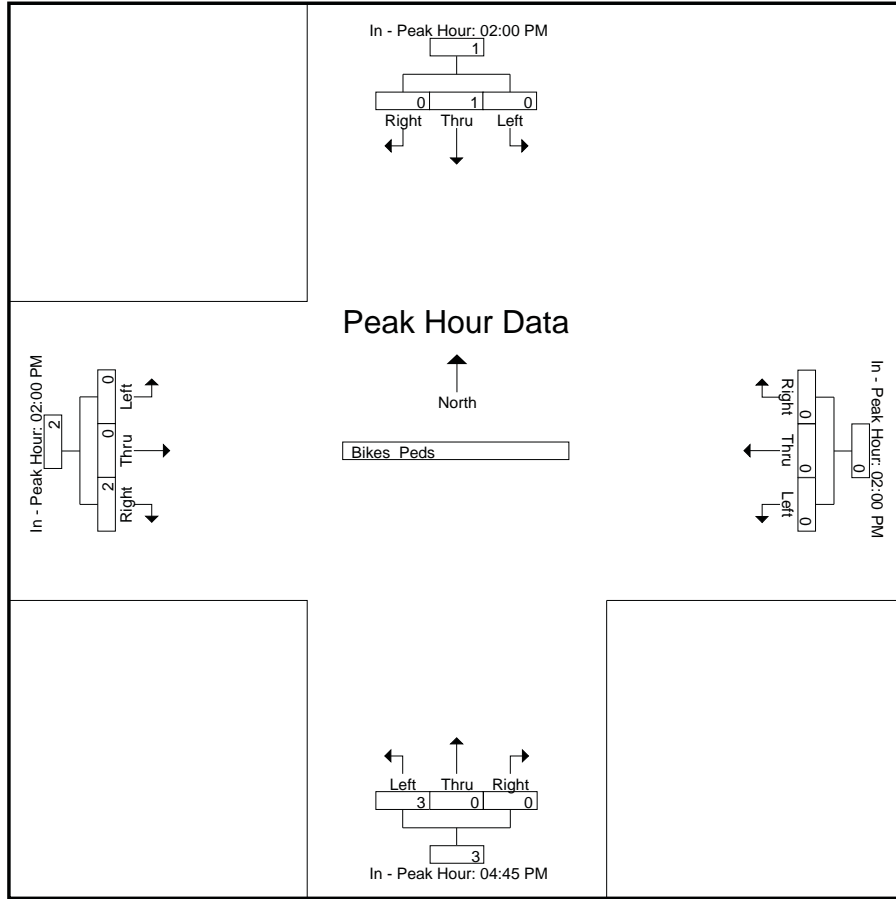 In - Peak Hour: 02:00 PM
1
0 1 0
Right Thru Left
Peak Hour Data
North
Bikes Peds
In - Peak Hour: 02:00 PM
2
0 0 2
Left Thru Right
In - Peak Hour: 02:00 PM
0
0 0 0
Right Thru Left
Left Thru Right
3 0 0
3
In - Peak Hour: 04:45 PM